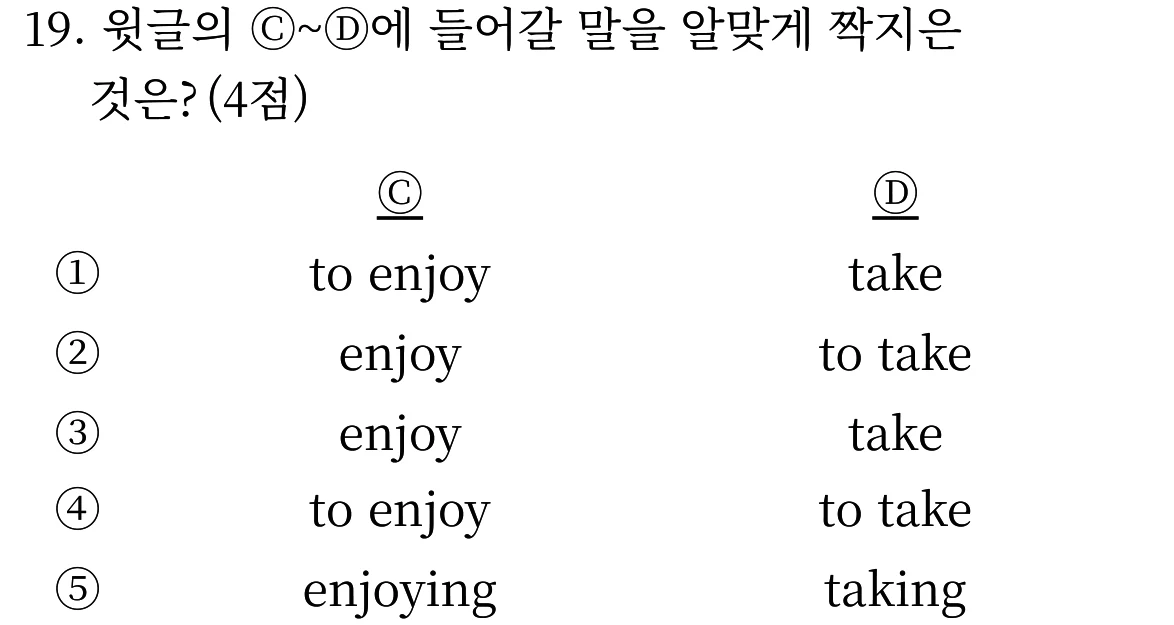 19. 윗글의 Ⓒ~Ⓓ에 들어갈 말을 알맞게 짝지은
것은? (4점)
Ⓒ Ⓓ
① to enjoy take
② enjoy to take
③ enjoy take
④ to enjoy to take
⑤ enjoying taking